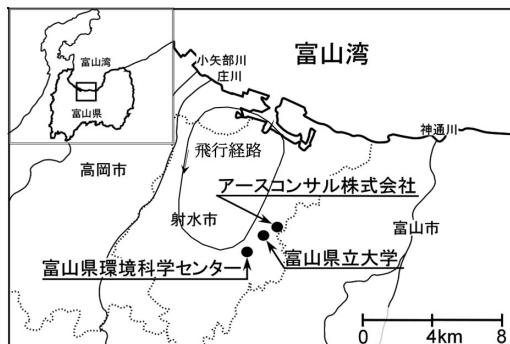 富山湾
富山県
小矢部川
庄川
富山湾
神通川
高岡市
飛行経路
アースコンサル株式会社
射水市
富山市
富山県立大学
富山県環境科学センター
0 4km 8